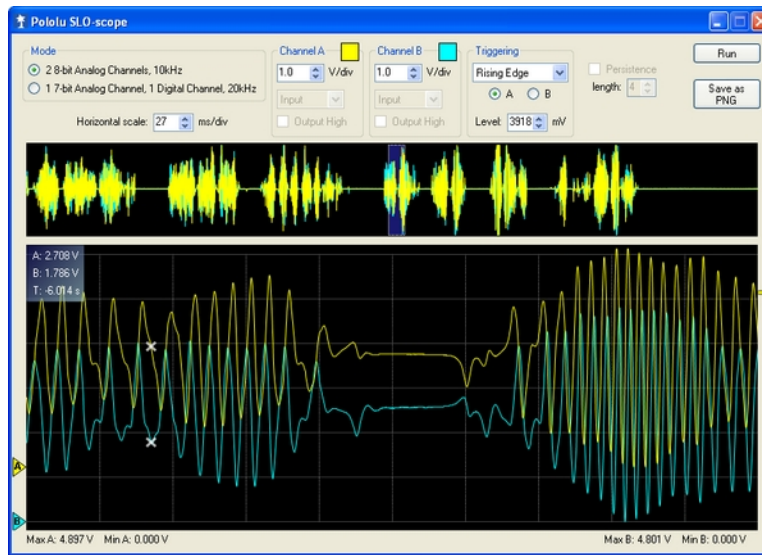 Pololu SLO-scope
Mode
2 8-bit Analog Channels, 10kHz
1 7-bit Analog Channel, 1 Digital Channel, 20kHz
Horizontal scale: 27 ms/div
Channel A
1.0 V/div
Input
Output High
Channel B
1.0 V/div
Input
Output High
Triggering
Rising Edge
A B
Level: 3918 mV
Persistence
length: 4
Run
Save as
PNG
A: 2.708 V
B: 1.786 V
T: -6.014 s
A
B
Max A: 4.897 V Min A: 0.000 V
Max B: 4.801 V Min B: 0.000 V